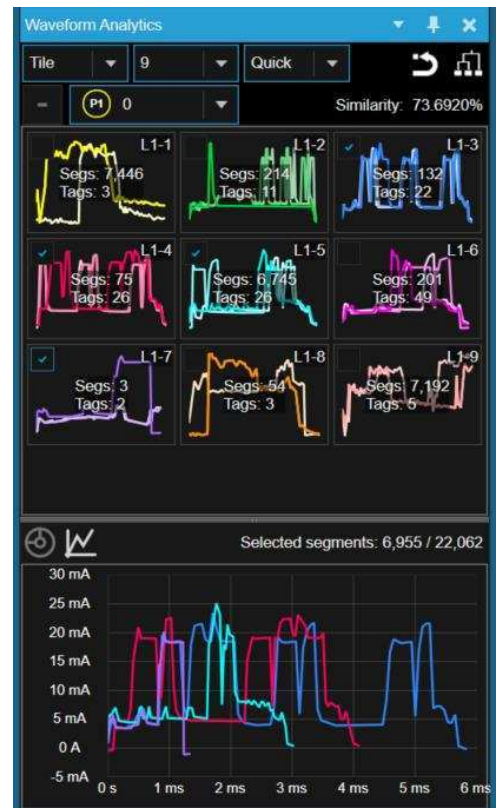 Waveform Analytics
Tile 9 Quick
P1 0 Similarity: 73.6920%
L1-1 L1-2 L1-3
Segs: 7,446 Segs: 214 Segs: 132
Tags: 3 Tags: 11 Tags: 22
L1-4 L1-5 L1-6
Segs: 75 Segs: 6,745 Segs: 201
Tags: 26 Tags: 26 Tags: 49
L1-7 L1-8 L1-9
Segs: 3 Segs: 54 Segs: 7,192
Tags: 2 Tags: 3 Tags: 5
Selected segments: 6,955 / 22,062
30 mA
25 mA
20 mA
15 mA
10 mA
5 mA
0 A
-5 mA
0 s 1 ms 2 ms 3 ms 4 ms 5 ms 6 ms